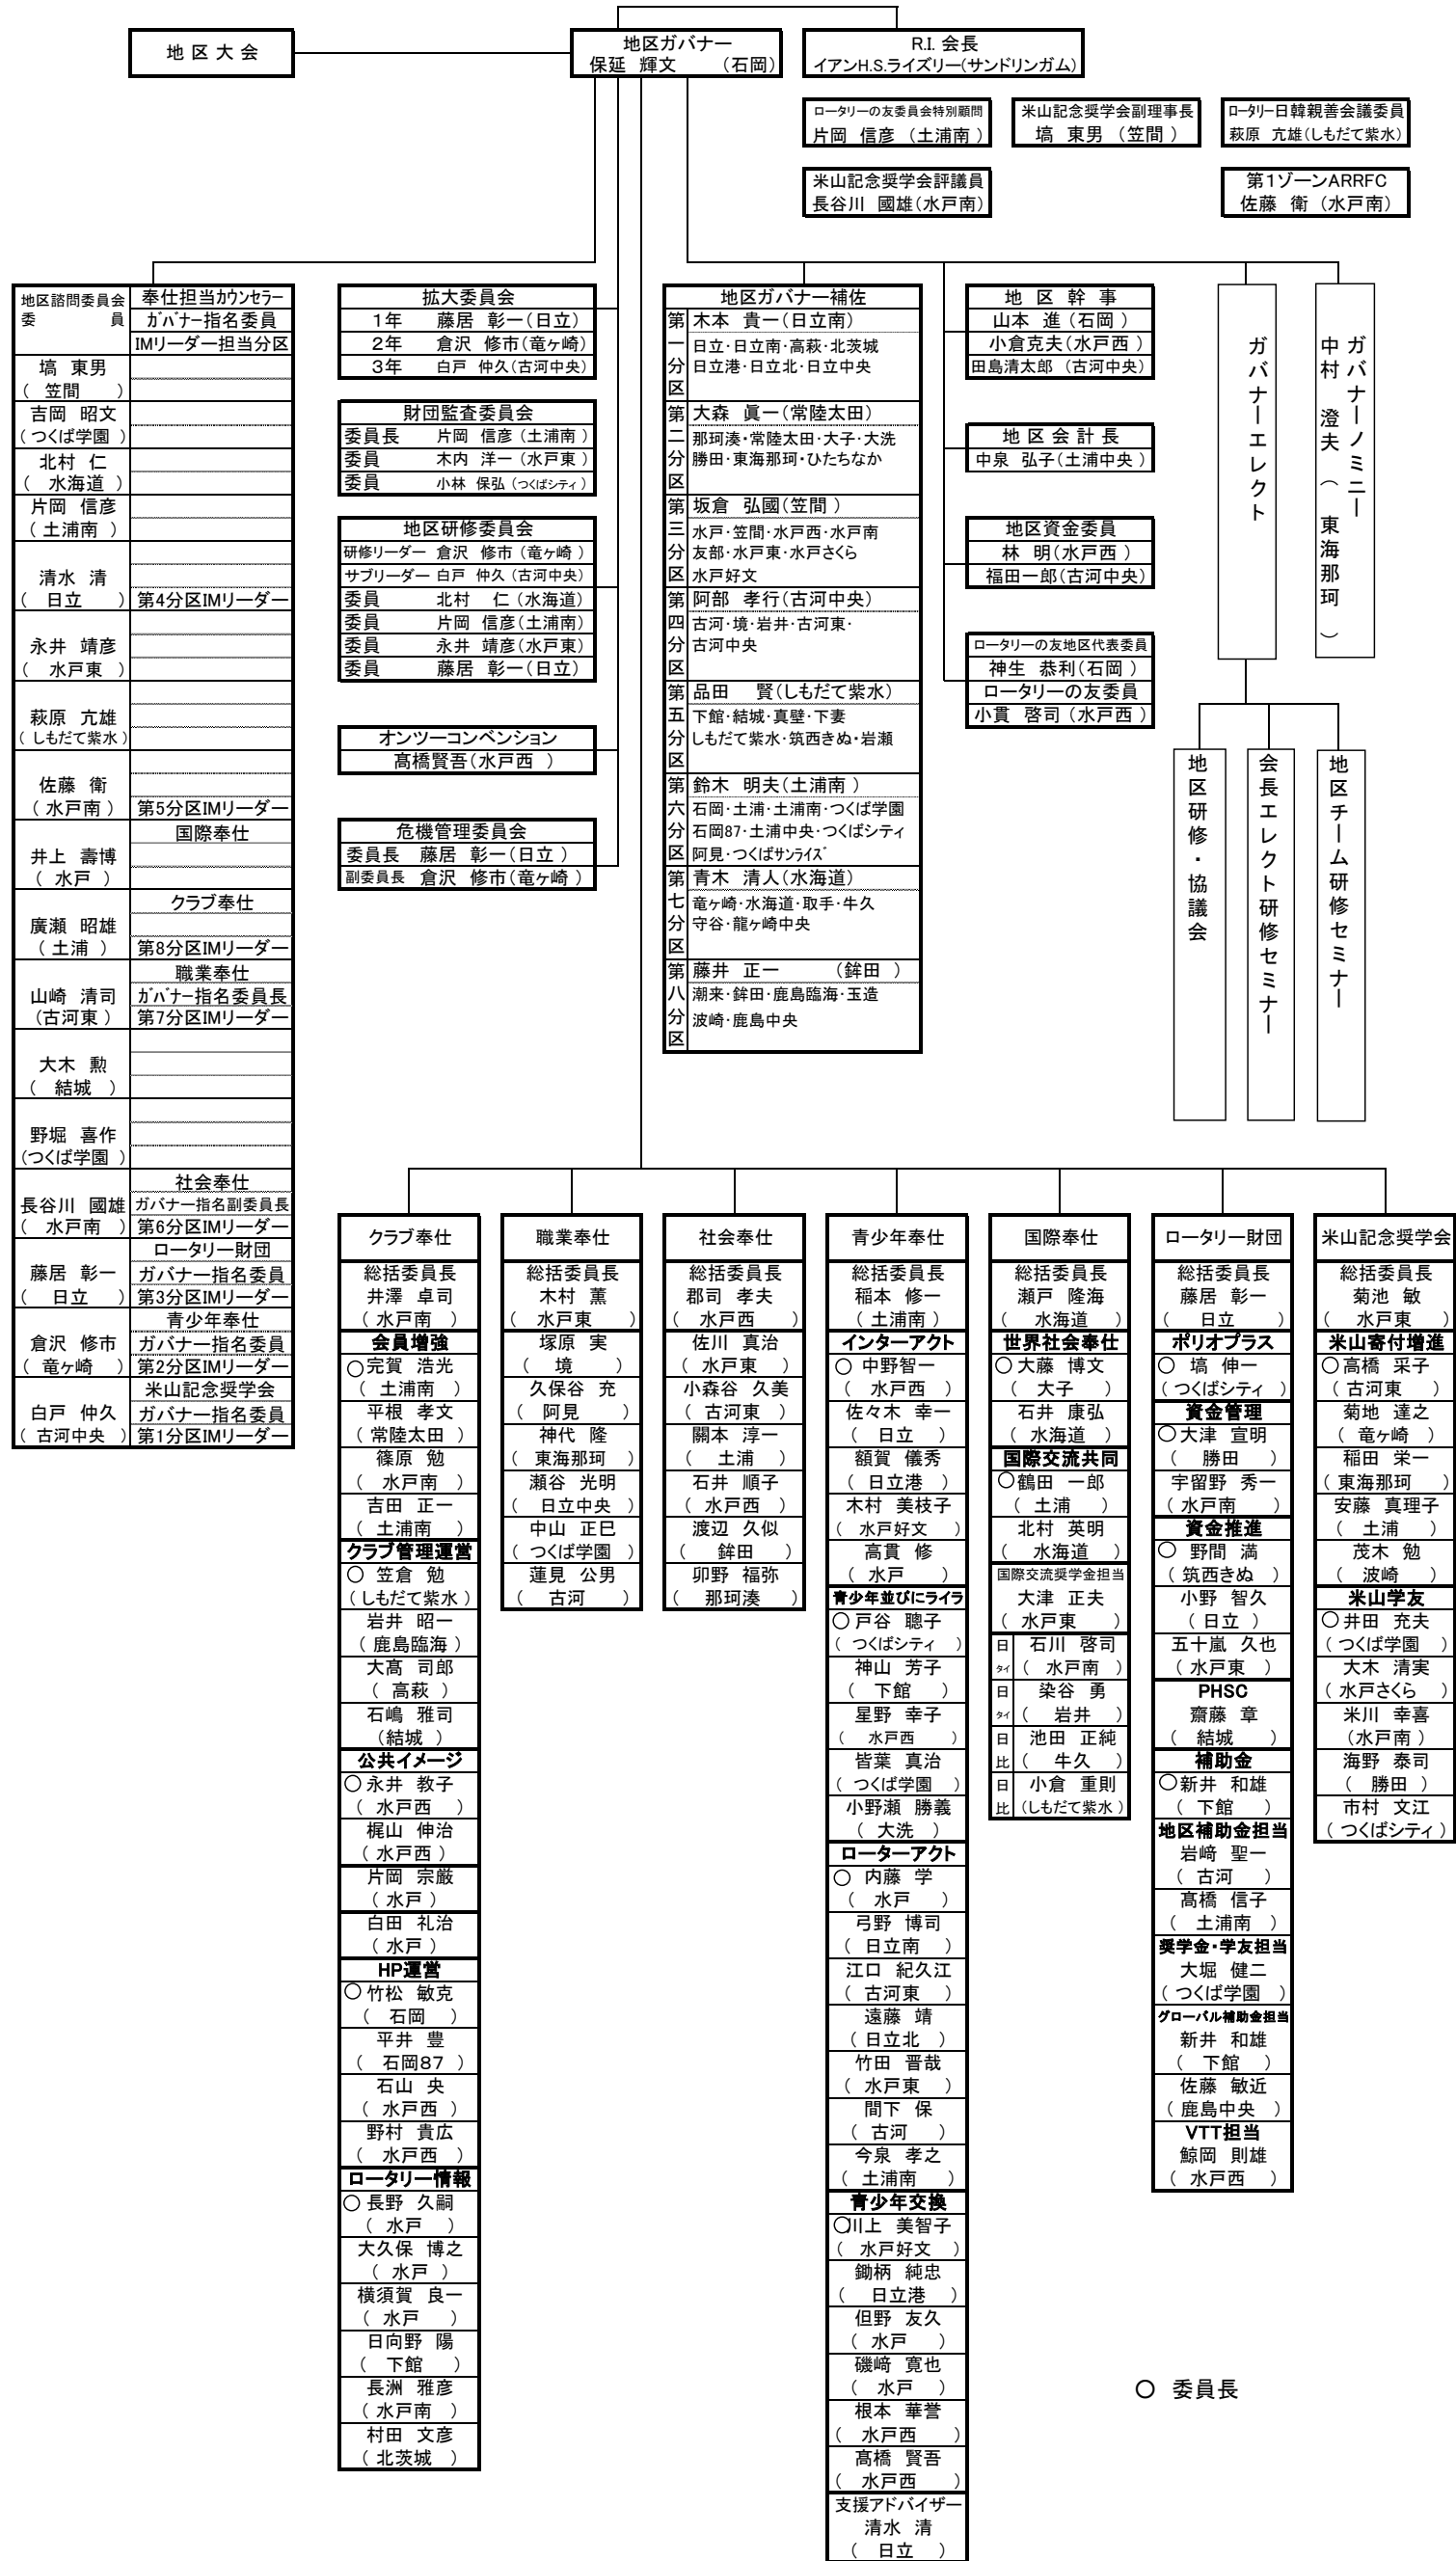 地 区 大 会
地区ガバナー
保延 輝文 (石岡)
R.I. 会長
イアンH.S.ライズリー(サンドリンガム)
ロータリーの友委員会特別顧問
片岡 信彦 (土浦南 )
米山記念奨学会副理事長
塙 東男 (笠間 )
ロータリー日韓親善会議委員
萩原 亢雄(しもだて紫水)
米山記念奨学会評議員
長谷川 國雄(水戸南)
第1ゾーンARRFC
佐藤 衛 (水戸南)
地区諮問委員会
委 員
奉仕担当カウンセラー
ガバナー指名委員
IMリーダー担当分区
塙 東男
( 笠間 )
吉岡 昭文
( つくば学園 )
北村 仁
( 水海道 )
片岡 信彦
( 土浦南 )
清水 清
( 日立 )
第4分区IMリーダー
永井 靖彦
( 水戸東 )
萩原 亢雄
( しもだて紫水 )
佐藤 衛
( 水戸南 )
第5分区IMリーダー
国際奉仕
井上 壽博
( 水戸 )
クラブ奉仕
廣瀬 昭雄
( 土浦 )
第8分区IMリーダー
職業奉仕
山崎 清司
(古河東 )
ガバナー指名委員長
第7分区IMリーダー
大木 勲
( 結城 )
野堀 喜作
(つくば学園 )
社会奉仕
長谷川 國雄
( 水戸南 )
ガバナー指名副委員長
第6分区IMリーダー
ロータリー財団
藤居 彰一
( 日立 )
ガバナー指名委員
第3分区IMリーダー
青少年奉仕
倉沢 修市
( 竜ヶ崎 )
ガバナー指名委員
第2分区IMリーダー
米山記念奨学会
白戸 仲久
( 古河中央 )
ガバナー指名委員
第1分区IMリーダー
拡大委員会
1年 藤居 彰一(日立)
2年 倉沢 修市(竜ヶ崎)
3年 白戸 仲久(古河中央)
財団監査委員会
委員長 片岡 信彦(土浦南 )
委員 木内 洋一(水戸東 )
委員 小林 保弘(つくばシティ)
地区研修委員会
研修リーダー 倉沢 修市(竜ヶ崎 )
サブリーダー 白戸 仲久(古河中央)
委員 北村 仁(水海道)
委員 片岡 信彦(土浦南)
委員 永井 靖彦(水戸東)
委員 藤居 彰一(日立)
オンツーコンベンション
髙橋賢吾(水戸西 )
危機管理委員会
委員長 藤居 彰一(日立 )
副委員長 倉沢 修市(竜ヶ崎 )
地区ガバナー補佐
第一分区
木本 貴一(日立南)
日立・日立南・高萩・北茨城
日立港・日立北・日立中央
第二分区
大森 眞一(常陸太田)
那珂湊・常陸太田・大子・大洗
勝田・東海那珂・ひたちなか
第三分区
坂倉 弘國(笠間 )
水戸・笠間・水戸西・水戸南
友部・水戸東・水戸さくら
水戸好文
第四分区
阿部 孝行(古河中央)
古河・境・岩井・古河東・
古河中央
第五分区
品田 賢(しもだて紫水)
下館・結城・真壁・下妻
しもだて紫水・筑西きぬ・岩瀬
第六分区
鈴木 明夫(土浦南 )
石岡・土浦・土浦南・つくば学園
石岡87・土浦中央・つくばシティ
阿見・つくばサンライズ
第七分区
青木 清人(水海道)
竜ヶ崎・水海道・取手・牛久
守谷・龍ヶ崎中央
第八分区
藤井 正一 (鉾田 )
潮来・鉾田・鹿島臨海・玉造
波崎・鹿島中央
地 区 幹 事
山本 進(石岡 )
小倉克夫(水戸西 )
田島清太郎 (古河中央)
地 区 会 計 長
中泉 弘子(土浦中央 )
地区資金委員
林 明(水戸西 )
福田一郎(古河中央)
ロータリーの友地区代表委員
神生 恭利(石岡 )
ロータリーの友委員
小貫 啓司(水戸西 )
ガバナーエレクト
ガバナーノミニー
中村 澄夫( 東海那珂 )
地区研修・協議会
会長エレクト研修セミナー
地区チーム研修セミナー
クラブ奉仕
総括委員長
井澤 卓司
( 水戸南 )
会員増強
○完賀 浩光
( 土浦南 )
平根 孝文
( 常陸太田 )
篠原 勉
( 水戸南 )
吉田 正一
( 土浦南 )
クラブ管理運営
○ 笠倉 勉
(しもだて紫水 )
岩井 昭一
( 鹿島臨海 )
大髙 司郎
( 高萩 )
石嶋 雅司
(結城 )
公共イメージ
○永井 教子
( 水戸西 )
梶山 伸治
( 水戸西 )
片岡 宗厳
( 水戸 )
白田 礼治
( 水戸 )
HP運営
○竹松 敏克
( 石岡 )
平井 豊
( 石岡87 )
石山 央
( 水戸西 )
野村 貴広
( 水戸西 )
ロータリー情報
○長野 久嗣
( 水戸 )
大久保 博之
( 水戸 )
横須賀 良一
( 水戸 )
日向野 陽
( 下館 )
長洲 雅彦
( 水戸南 )
村田 文彦
( 北茨城 )
職業奉仕
総括委員長
木村 薫
( 水戸東 )
塚原 実
( 境 )
久保谷 充
( 阿見 )
神代 隆
( 東海那珂 )
瀬谷 光明
( 日立中央 )
中山 正巳
( つくば学園 )
蓮見 公男
( 古河 )
社会奉仕
総括委員長
郡司 孝夫
( 水戸西 )
佐川 真治
( 水戸東 )
小森谷 久美
( 古河東 )
關本 淳一
( 土浦 )
石井 順子
( 水戸西 )
渡辺 久似
( 鉾田 )
卯野 福弥
( 那珂湊 )
青少年奉仕
総括委員長
稲本 修一
( 土浦南 )
インターアクト
○ 中野智一
( 水戸西 )
佐々木 幸一
( 日立 )
額賀 儀秀
( 日立港 )
木村 美枝子
( 水戸好文 )
高貫 修
( 水戸 )
青少年並びにライラ
○戸谷 聰子
( つくばシティ )
神山 芳子
( 下館 )
星野 幸子
( 水戸西 )
皆葉 真治
( つくば学園 )
小野瀬 勝義
( 大洗 )
ローターアクト
○ 内藤 学
( 水戸 )
弓野 博司
( 日立南 )
江口 紀久江
( 古河東 )
遠藤 靖
( 日立北 )
竹田 晋哉
( 水戸東 )
間下 保
( 古河 )
今泉 孝之
( 土浦南 )
青少年交換
○川上 美智子
( 水戸好文 )
鋤柄 純忠
( 日立港 )
但野 友久
( 水戸 )
磯﨑 寛也
( 水戸 )
根本 華誉
( 水戸西 )
髙橋 賢吾
( 水戸西 )
支援アドバイザー
清水 清
( 日立 )
国際奉仕
総括委員長
瀬戸 隆海
( 水海道 )
世界社会奉仕
○大藤 博文
( 大子 )
石井 康弘
( 水海道 )
国際交流共同
○鶴田 一郎
( 土浦 )
北村 英明
( 水海道 )
国際交流奨学金担当
大津 正夫
( 水戸東 )
日タイ 石川 啓司
( 水戸南 )
日タイ 染谷 勇
( 岩井 )
日比 池田 正純
( 牛久 )
日比 小倉 重則
(しもだて紫水 )
ロータリー財団
総括委員長
藤居 彰一
( 日立 )
ポリオプラス
○ 塙 伸一
( つくばシティ )
資金管理
○大津 宣明
( 勝田 )
宇留野 秀一
( 水戸南 )
資金推進
○ 野間 満
( 筑西きぬ )
小野 智久
( 日立 )
五十嵐 久也
( 水戸東 )
PHSC
齋藤 章
( 結城 )
補助金
○新井 和雄
( 下館 )
地区補助金担当
岩﨑 聖一
( 古河 )
髙橋 信子
( 土浦南 )
奨学金・学友担当
大堀 健二
( つくば学園 )
グローバル補助金担当
新井 和雄
( 下館 )
佐藤 敏近
( 鹿島中央 )
VTT担当
鯨岡 則雄
( 水戸西 )
米山記念奨学会
総括委員長
菊池 敏
( 水戸東 )
米山寄付増進
○高橋 采子
( 古河東 )
菊地 達之
( 竜ヶ崎 )
稲田 栄一
( 東海那珂 )
安藤 真理子
( 土浦 )
茂木 勉
( 波崎 )
米山学友
○井田 充夫
( つくば学園 )
大木 清実
( 水戸さくら )
米川 幸喜
(水戸南 )
海野 泰司
( 勝田 )
市村 文江
( つくばシティ )
○ 委員長